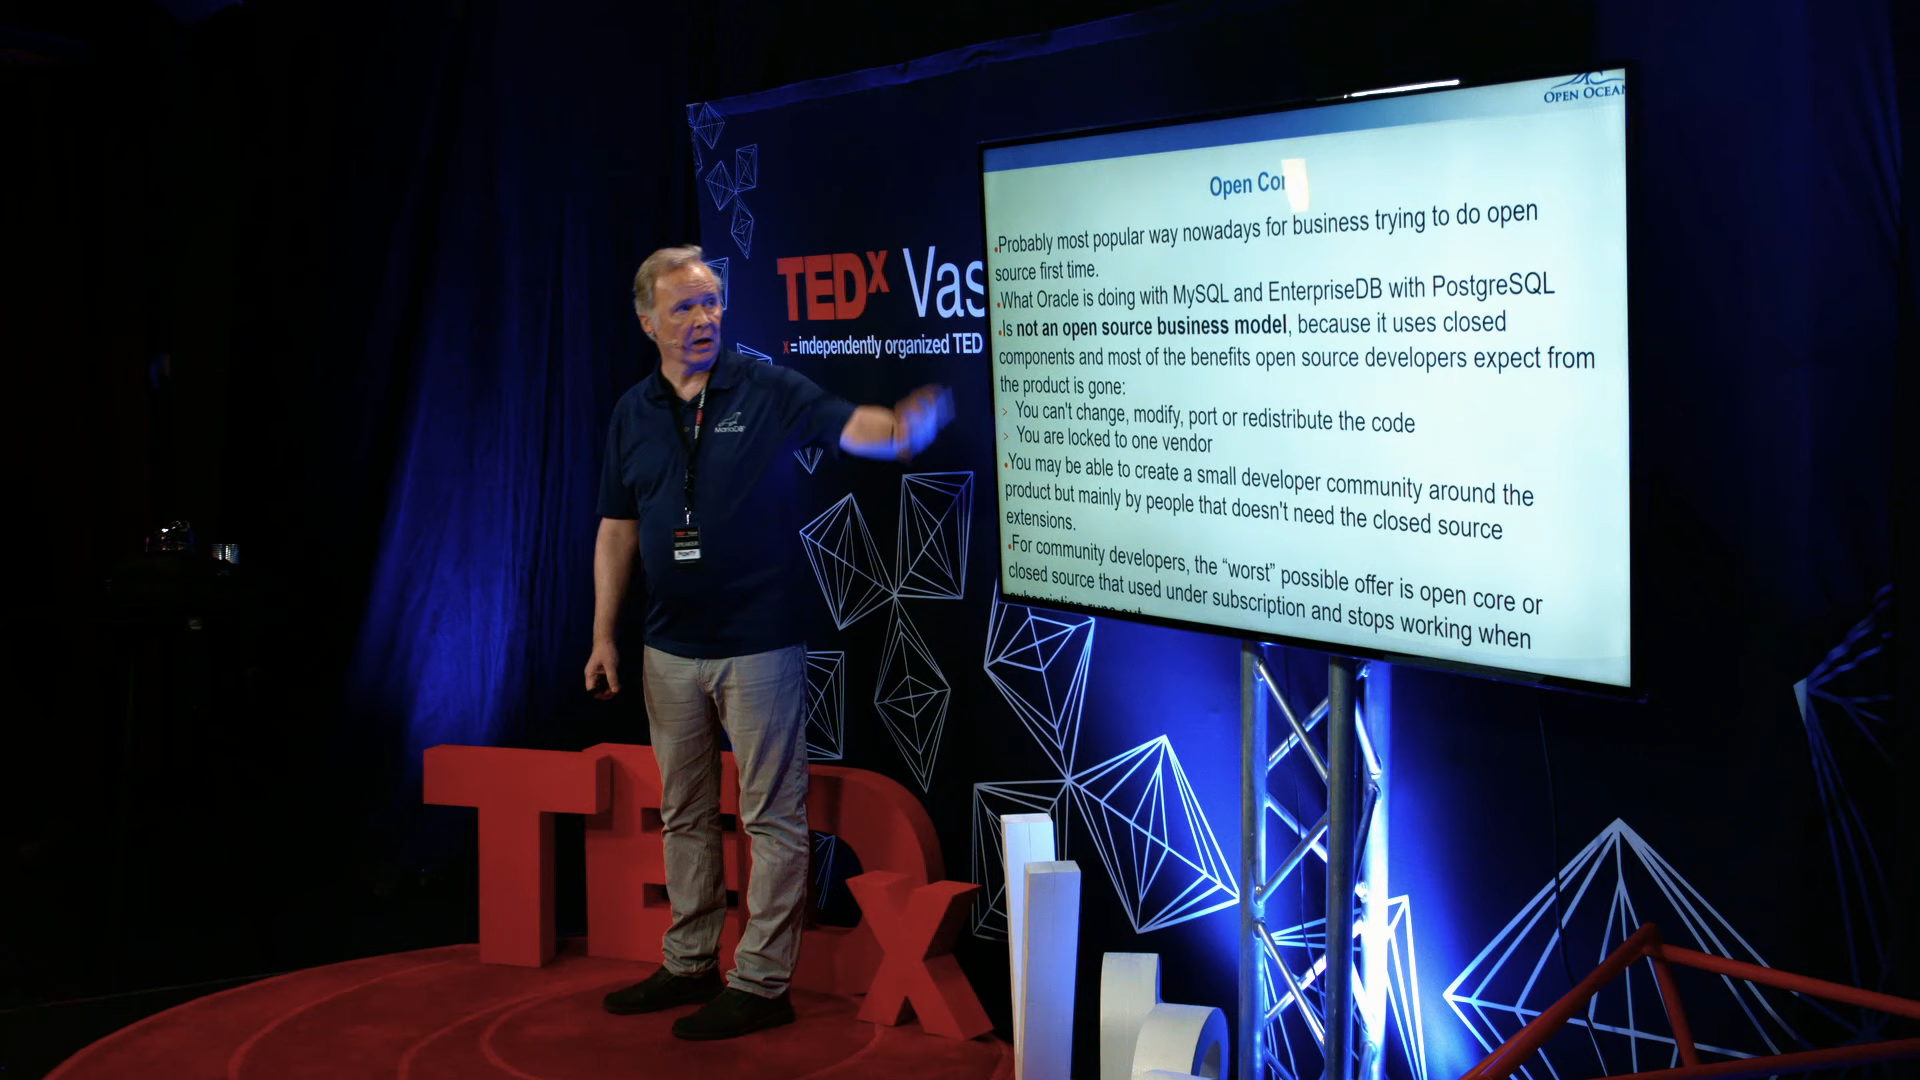 OPEN OCEAN
Open Cor
•Probably most popular way nowadays for business trying to do open
source first time.
•What Oracle is doing with MySQL and EnterpriseDB with PostgreSQL
•Is not an open source business model, because it uses closed
components and most of the benefits open source developers expect from
the product is gone:
> You can't change, modify, port or redistribute the code
> You are locked to one vendor
•You may be able to create a small developer community around the
product but mainly by people that doesn't need the closed source
extensions.
•For community developers, the “worst” possible offer is open core or
closed source that used under subscription and stops working when
subscription runs out
TEDx Vas
x = independently organized TED
MariaDB
TEDx